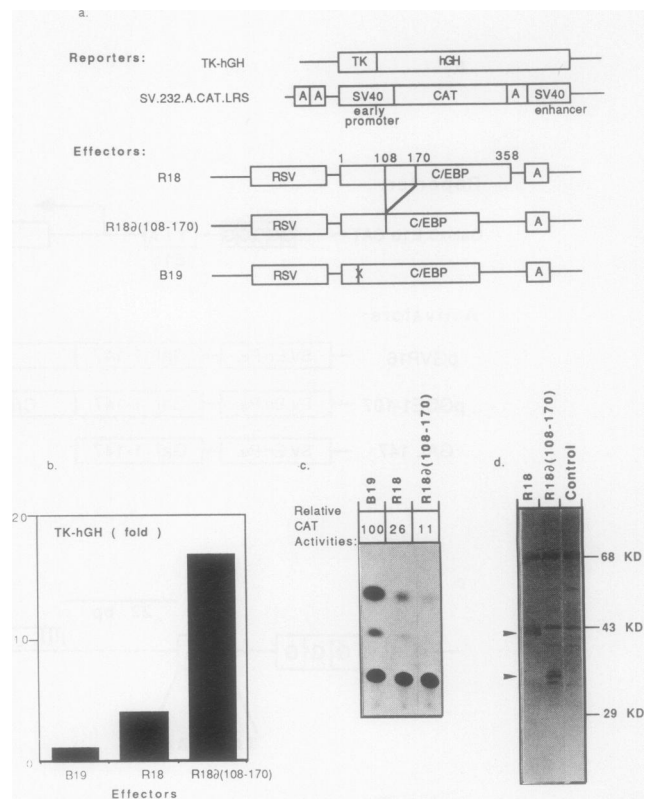 a.
Reporters:
TK-hGH
TK
hGH
SV.232.A.CAT.LRS
A A
SV40
CAT
A
SV40
early
promoter
enhancer
Effectors:
1 108 170 358
R18
RSV
C/EBP
A
R18∂(108-170)
RSV
C/EBP
A
B19
RSV
X
C/EBP
A
b.
TK-hGH ( fold )
20
10
0
B19 R18 R18∂(108-170)
Effectors
c.
B19
R18
R18∂(108-170)
Relative
CAT
Activities:
100 26 11
d.
R18
R18∂(108-170)
Control
68 KD
43 KD
29 KD